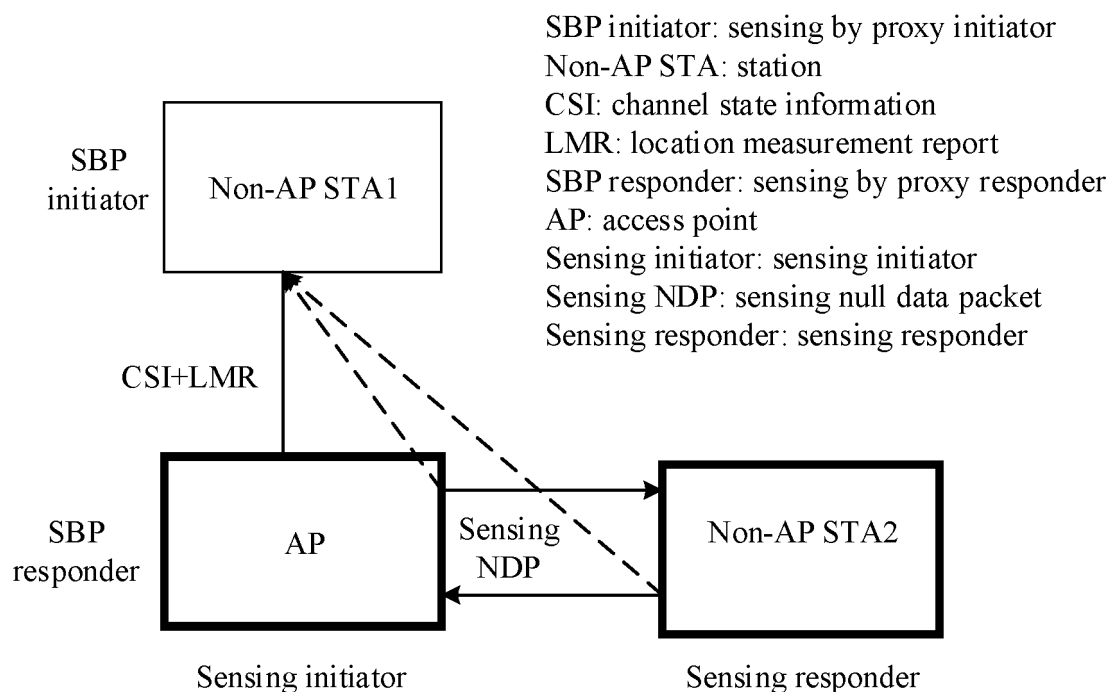 SBP initiator: sensing by proxy initiator
Non-AP STA: station
CSI: channel state information
LMR: location measurement report
SBP responder: sensing by proxy responder
AP: access point
Sensing initiator: sensing initiator
Sensing NDP: sensing null data packet
Sensing responder: sensing responder
SBP
initiator
Non-AP STA1
CSI+LMR
SBP
responder
AP
Sensing
NDP
Non-AP STA2
Sensing initiator
Sensing responder